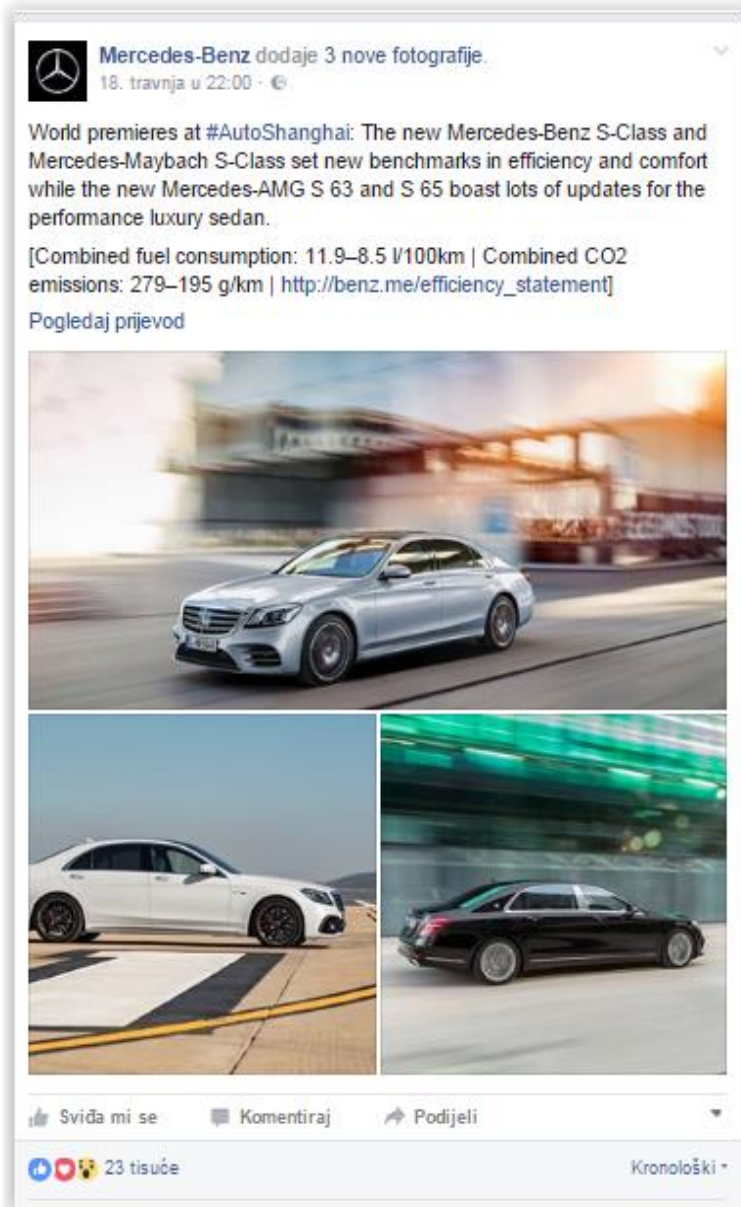 Mercedes-Benz dodaje 3 nove fotografije.
18. travnja u 22:00 ·
World premieres at #AutoShanghai: The new Mercedes-Benz S-Class and
Mercedes-Maybach S-Class set new benchmarks in efficiency and comfort
while the new Mercedes-AMG S 63 and S 65 boast lots of updates for the
performance luxury sedan.
[Combined fuel consumption: 11.9–8.5 l/100km | Combined CO2
emissions: 279–195 g/km | http://benz.me/efficiency_statement]
Pogledaj prijevod
Sviđa mi se Komentiraj Podijeli
23 tisuće Kronološki